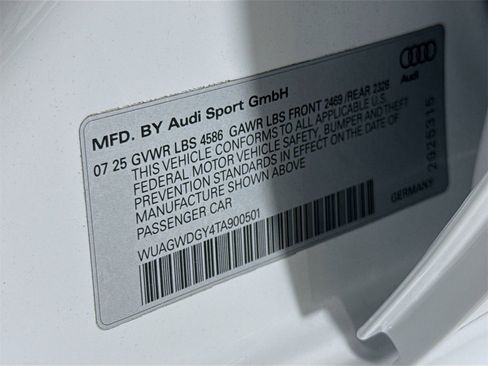 MFD. BY Audi Sport GmbH
Audi
07 25 GVWR LBS 4586 GAWR LBS FRONT 2469 /REAR 2326
THIS VEHICLE CONFORMS TO ALL APPLICABLE U.S.
FEDERAL MOTOR VEHICLE SAFETY, BUMPER AND THEFT
PREVENTION STANDARDS IN EFFECT ON THE DATE OF
MANUFACTURE SHOWN ABOVE
PASSENGER CAR
WUAGWDGY4TA900501
GERMANY
2925315